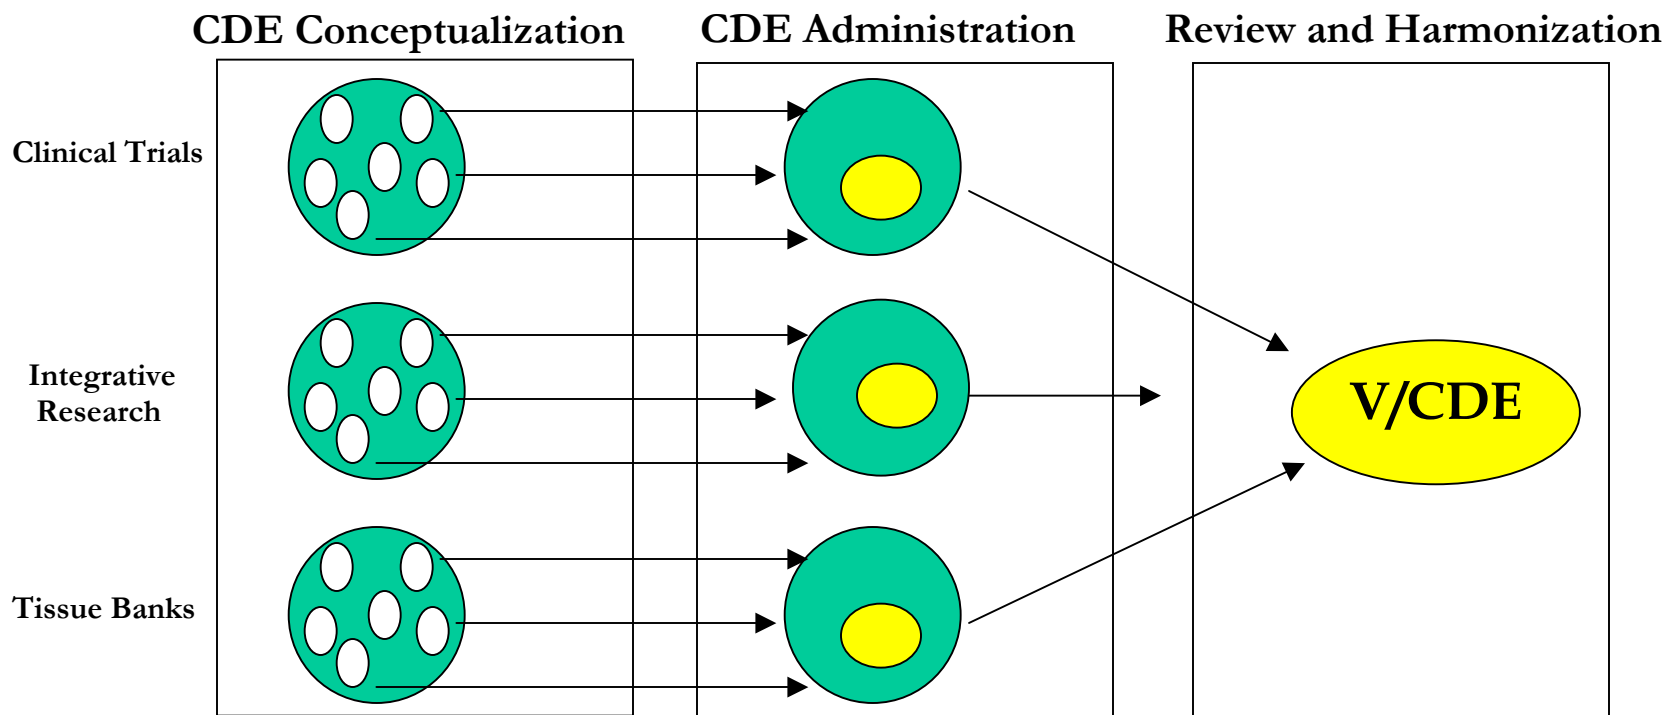 CDE Conceptualization
CDE Administration
Review and Harmonization
Clinical Trials
Integrative
Research
Tissue Banks
V/CDE